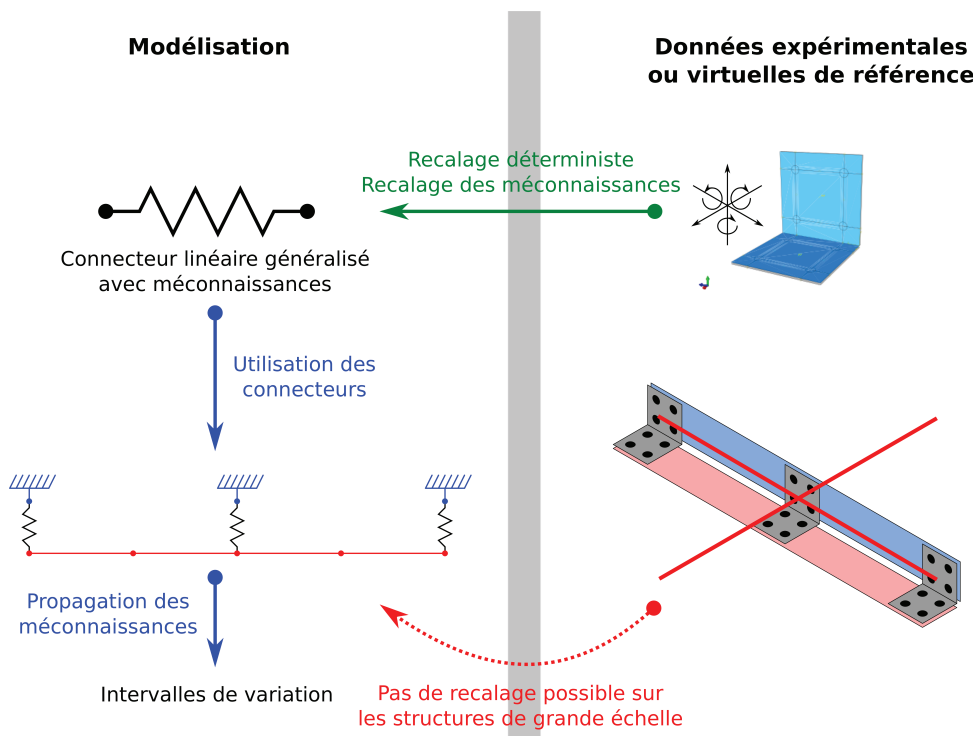 Modélisation
Données expérimentales
ou virtuelles de référence
Recalage déterministe
Recalage des méconnaissances
Connecteur linéaire généralisé
avec méconnaissances
Utilisation des
connecteurs
Propagation des
méconnaissances
Intervalles de variation
Pas de recalage possible sur
les structures de grande échelle